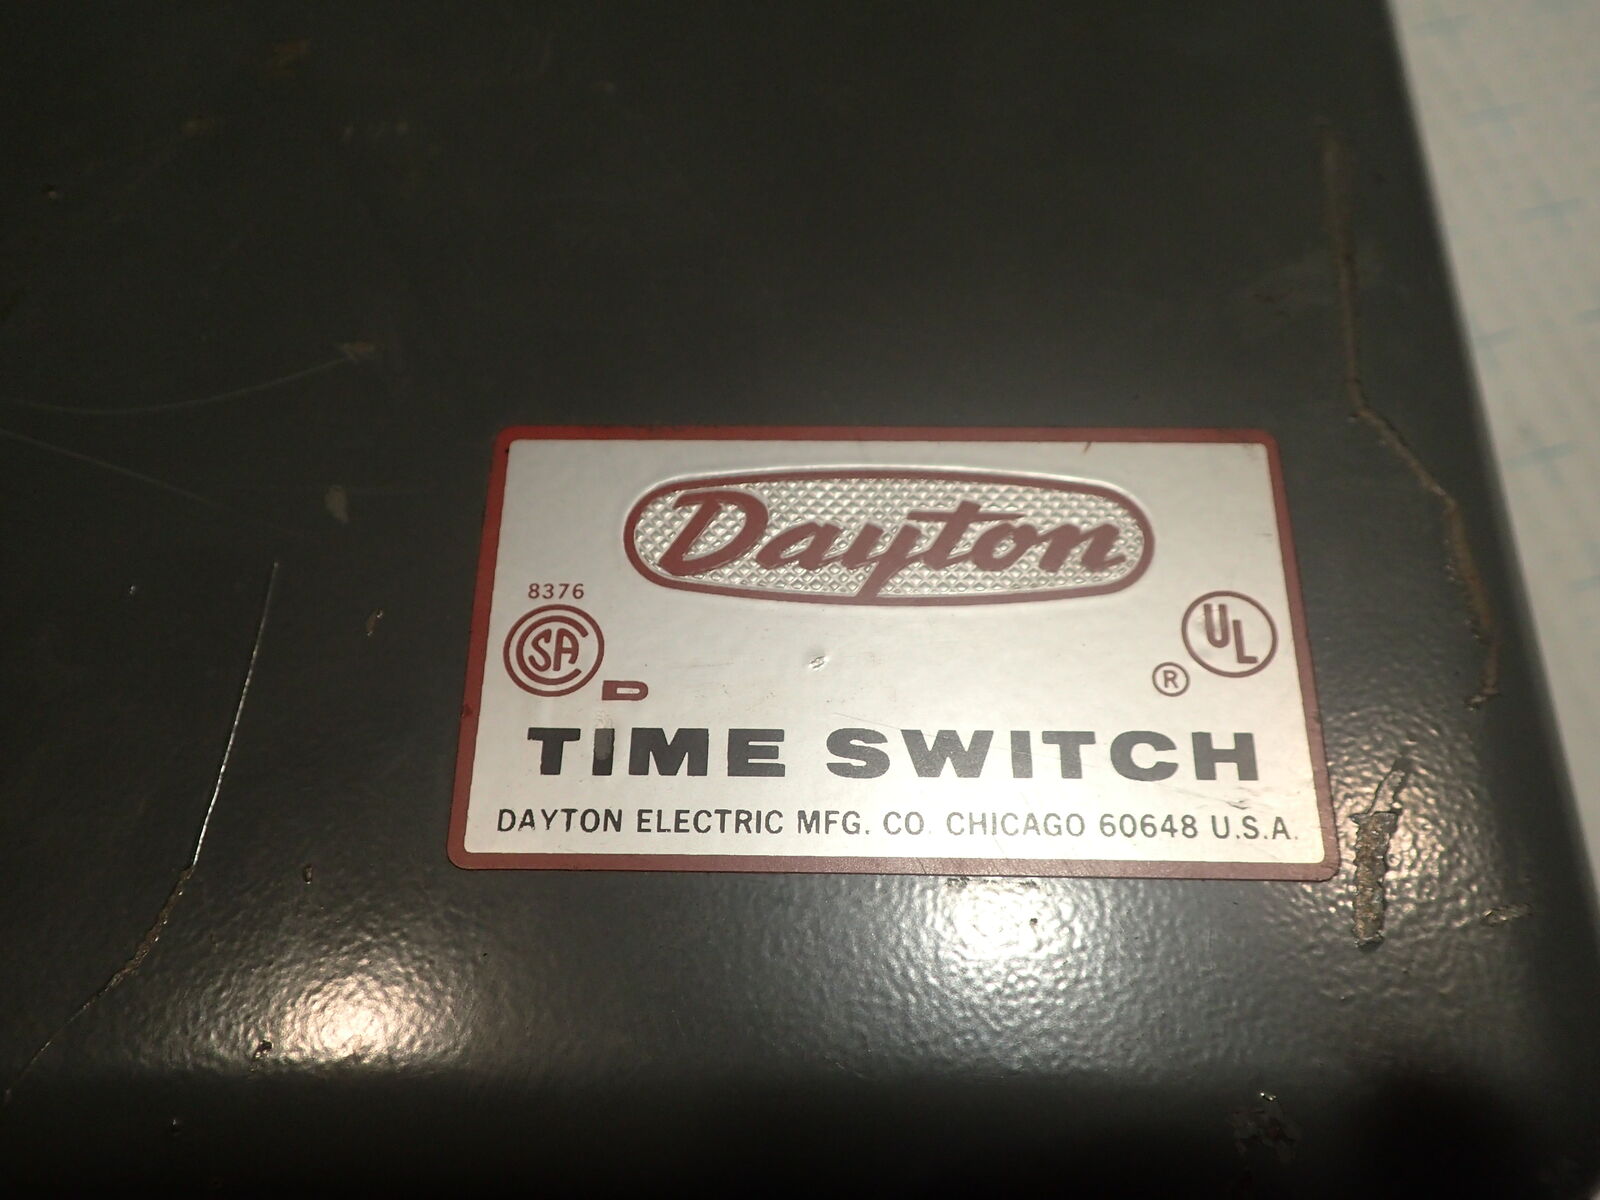 Dayton
8376
CSA
UL
D
®
TIME SWITCH
DAYTON ELECTRIC MFG. CO. CHICAGO 60648 U.S.A.